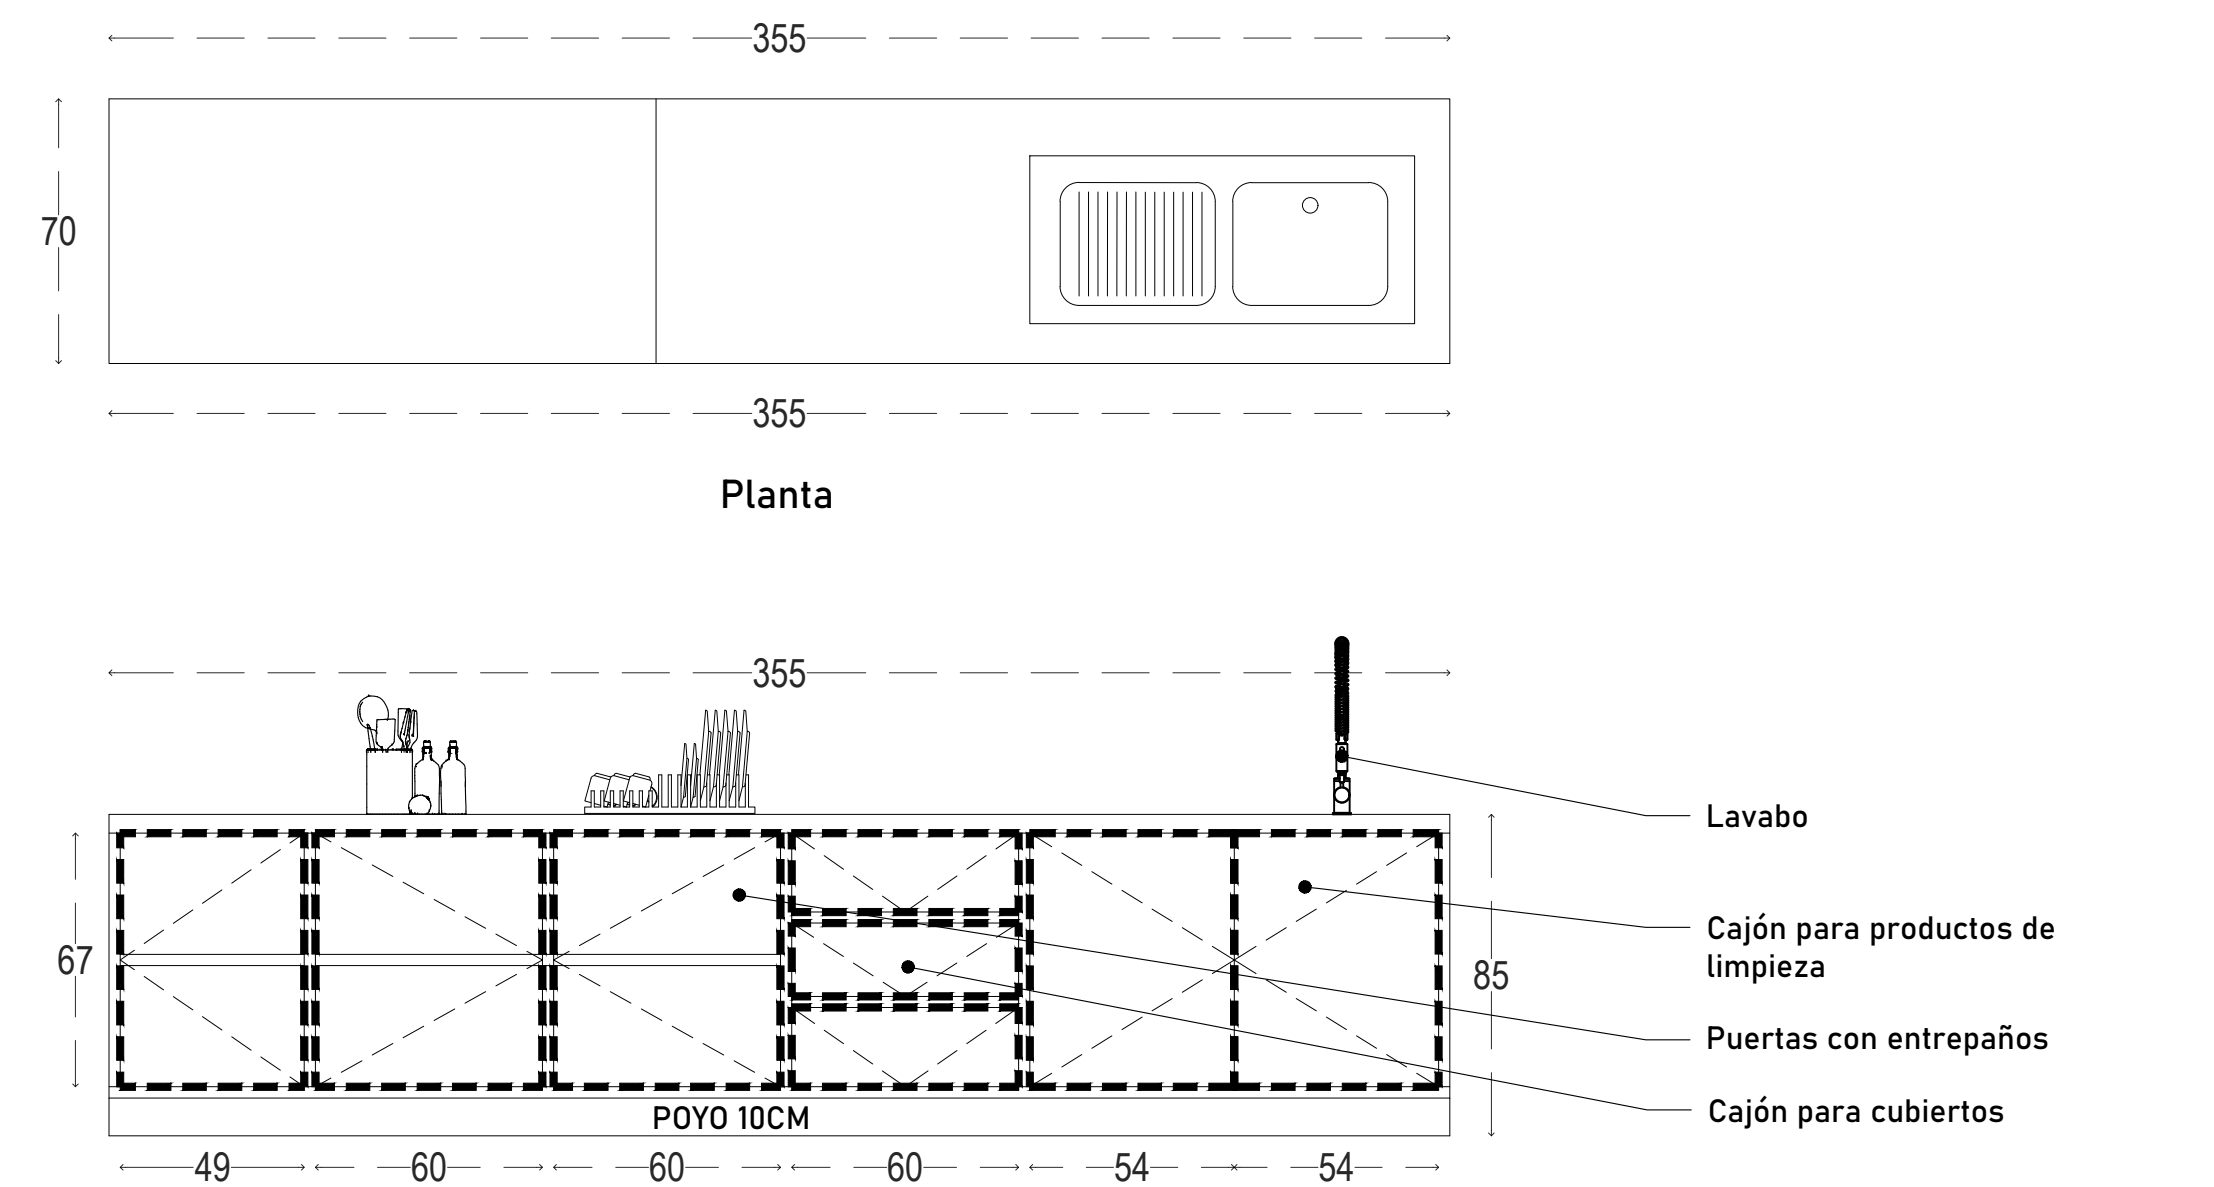 355
70
355
Planta
355
Lavabo
Cajón para productos de
limpieza
67
85
Puertas con entrepaños
Cajón para cubiertos
POYO 10CM
49 60 60 60 54 54